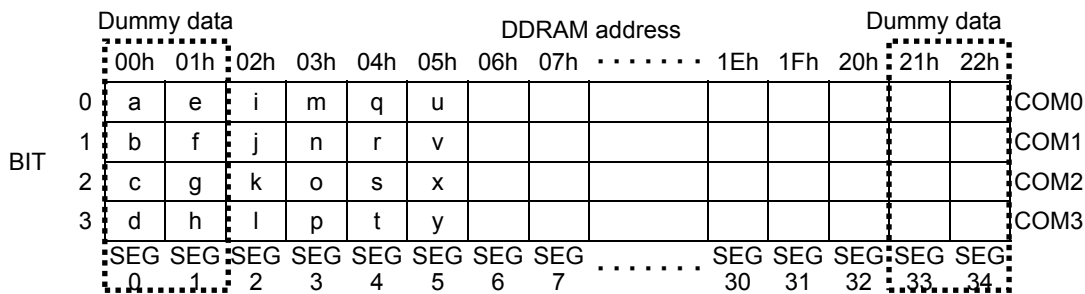 Dummy data DDRAM address Dummy data
00h 01h 02h 03h 04h 05h 06h 07h ······· 1Eh 1Fh 20h 21h 22h
0 a e i m q u COM0
1 b f j n r v COM1
BIT
2 c g k o s x COM2
3 d h l p t y COM3
SEG SEG SEG SEG SEG SEG SEG SEG ······ SEG SEG SEG SEG SEG
0 1 2 3 4 5 6 7 30 31 32 33 34